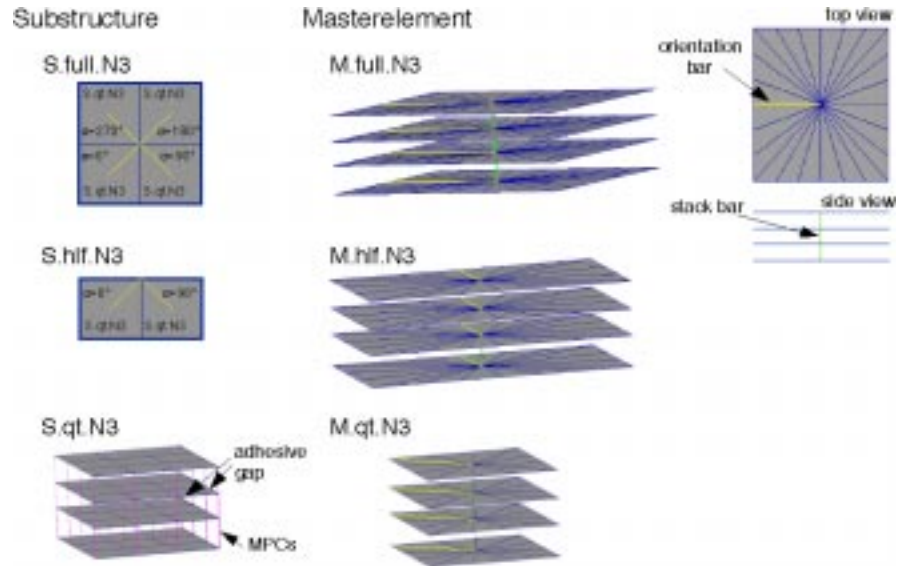 Substructure
Masterelement
top view
orientation
bar
S.full.N3
M.full.N3
S.qt.N3 S.qt.N3
α=270° α=180°
α=0° α=90°
S.qt.N3 S.qt.N3
side view
stack bar
S.hlf.N3
M.hlf.N3
α=0° α=90°
S.qt.N3 S.qt.N3
S.qt.N3
M.qt.N3
adhesive
gap
MPCs